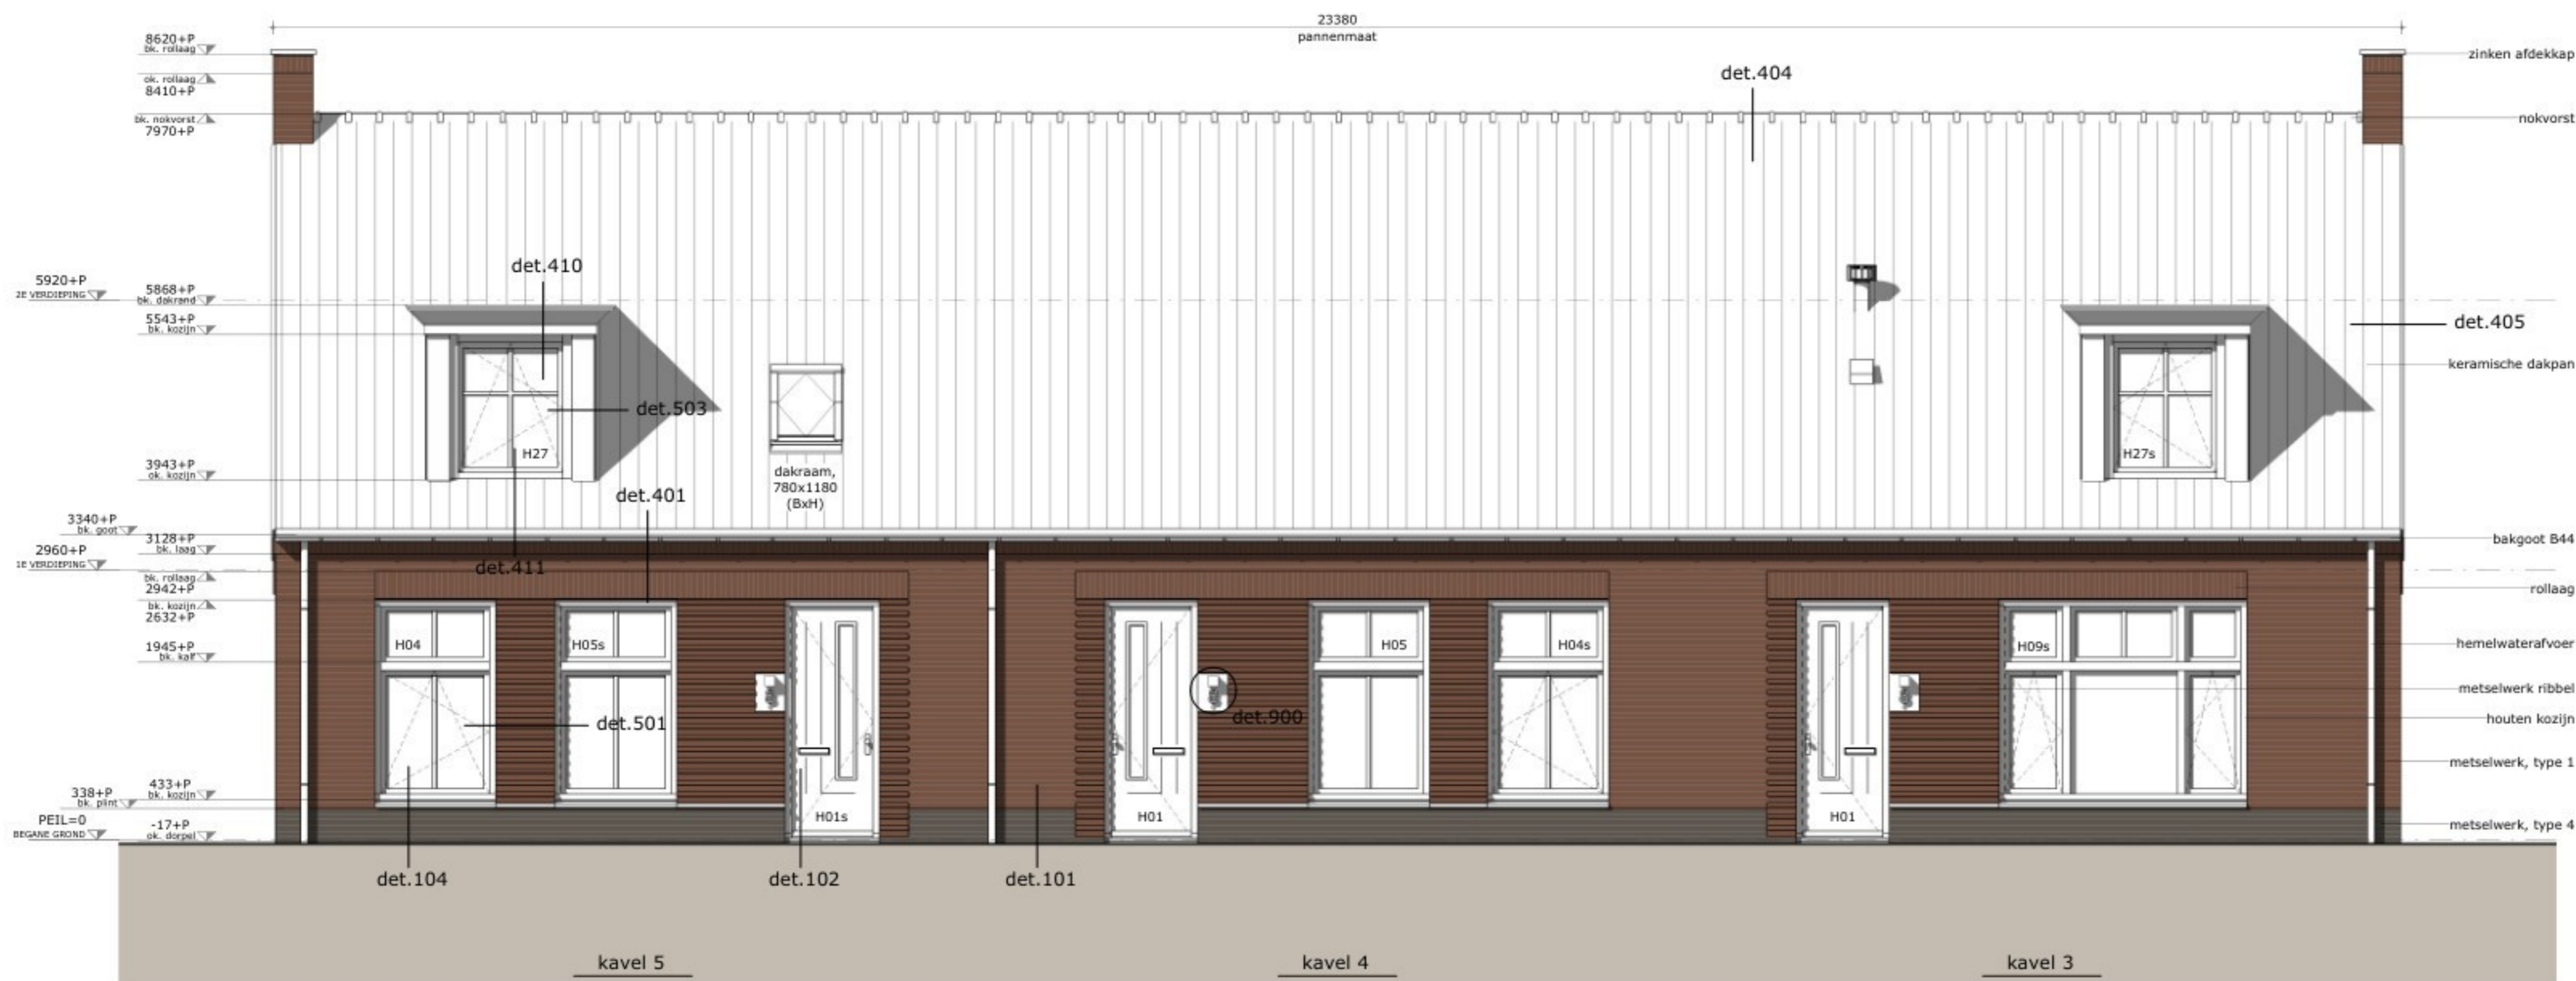 23380
pannenmaat
8620+P
bk. rollaag
ok. rollaag
8410+P
bk. nokvorst
7970+P
det.404
zinken afdekkap
nokvorst
det.410
5920+P
2E VERDIEPING
5868+P
bk. dakrand
5543+P
bk. kozijn
det.405
keramische dakpan
det.503
H27
H27s
3943+P
ok. kozijn
dakraam,
780x1180
(BxH)
det.401
3340+P
bk. goot
3128+P
bk. laag
2960+P
1E VERDIEPING
det.411
bakgoot B44
bk. rollaag
2942+P
bk. kozijn
2632+P
rollaag
1945+P
bk. kalf
H04
H05s
H05
H04s
H09s
hemelwaterafvoer
metselwerk ribbel
det.900
det.501
houten kozijn
metselwerk, type 1
433+P
bk. kozijn
338+P
bk. plint
PEIL=0
BEGANE GROND
-17+P
ok. dorpel
H01s
H01
H01
metselwerk, type 4
det.104
det.102
det.101
kavel 5
kavel 4
kavel 3